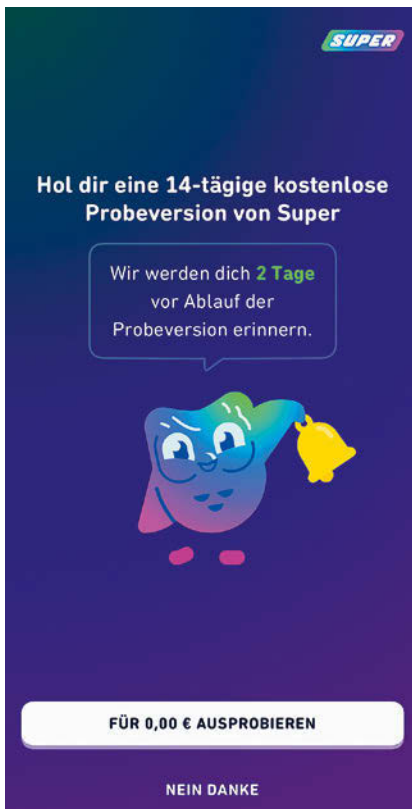 SUPER
Hol dir eine 14-tägige kostenlose
Probeversion von Super
Wir werden dich 2 Tage
vor Ablauf der
Probeversion erinnern.
FÜR 0,00 € AUSPROBIEREN
NEIN DANKE